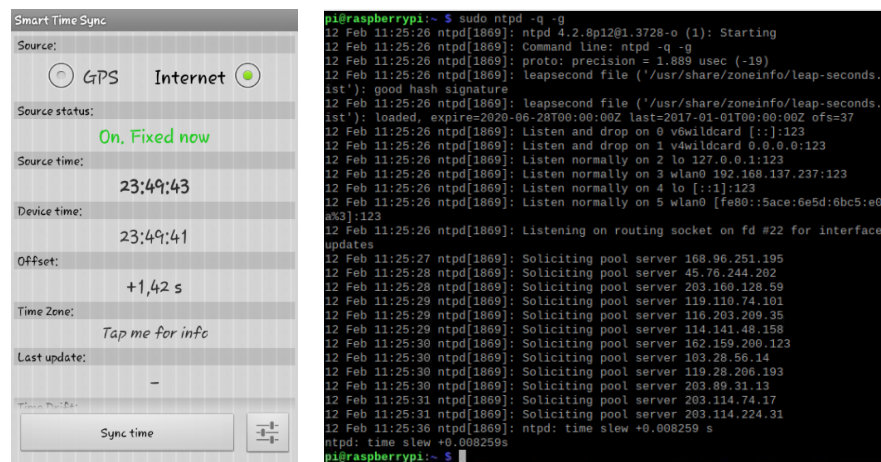 Smart Time Sync
Source:
GPS Internet
Source status:
On. Fixed now
Source time:
23:49:43
Device time:
23:49:41
Offset:
+1,42 s
Time Zone:
Tap me for info
Last update:
-
Time Drift:
Sync time
pi@raspberrypi:~ $ sudo ntpd -q -g
12 Feb 11:25:26 ntpd[1869]: ntpd 4.2.8p12@1.3728-o (1): Starting
12 Feb 11:25:26 ntpd[1869]: Command line: ntpd -q -g
12 Feb 11:25:26 ntpd[1869]: proto: precision = 1.889 usec (-19)
12 Feb 11:25:26 ntpd[1869]: leapsecond file ('/usr/share/zoneinfo/leap-seconds.
ist'): good hash signature
12 Feb 11:25:26 ntpd[1869]: leapsecond file ('/usr/share/zoneinfo/leap-seconds.
ist'): loaded, expire=2020-06-28T00:00:00Z last=2017-01-01T00:00:00Z ofs=37
12 Feb 11:25:26 ntpd[1869]: Listen and drop on 0 v6wildcard [::]:123
12 Feb 11:25:26 ntpd[1869]: Listen and drop on 1 v4wildcard 0.0.0.0:123
12 Feb 11:25:26 ntpd[1869]: Listen normally on 2 lo 127.0.0.1:123
12 Feb 11:25:26 ntpd[1869]: Listen normally on 3 wlan0 192.168.137.237:123
12 Feb 11:25:26 ntpd[1869]: Listen normally on 4 lo [::1]:123
12 Feb 11:25:26 ntpd[1869]: Listen normally on 5 wlan0 [fe80::5ace:6e5d:6bc5:e0
a%3]:123
12 Feb 11:25:26 ntpd[1869]: Listening on routing socket on fd #22 for interface
updates
12 Feb 11:25:27 ntpd[1869]: Soliciting pool server 168.96.251.195
12 Feb 11:25:28 ntpd[1869]: Soliciting pool server 45.76.244.202
12 Feb 11:25:28 ntpd[1869]: Soliciting pool server 203.160.128.59
12 Feb 11:25:29 ntpd[1869]: Soliciting pool server 119.110.74.101
12 Feb 11:25:29 ntpd[1869]: Soliciting pool server 116.203.209.35
12 Feb 11:25:29 ntpd[1869]: Soliciting pool server 114.141.48.158
12 Feb 11:25:30 ntpd[1869]: Soliciting pool server 162.159.200.123
12 Feb 11:25:30 ntpd[1869]: Soliciting pool server 103.28.56.14
12 Feb 11:25:30 ntpd[1869]: Soliciting pool server 119.28.206.193
12 Feb 11:25:30 ntpd[1869]: Soliciting pool server 203.89.31.13
12 Feb 11:25:31 ntpd[1869]: Soliciting pool server 203.114.74.17
12 Feb 11:25:31 ntpd[1869]: Soliciting pool server 203.114.224.31
12 Feb 11:25:36 ntpd[1869]: ntpd: time slew +0.008259 s
ntpd: time slew +0.008259s
pi@raspberrypi:~ $